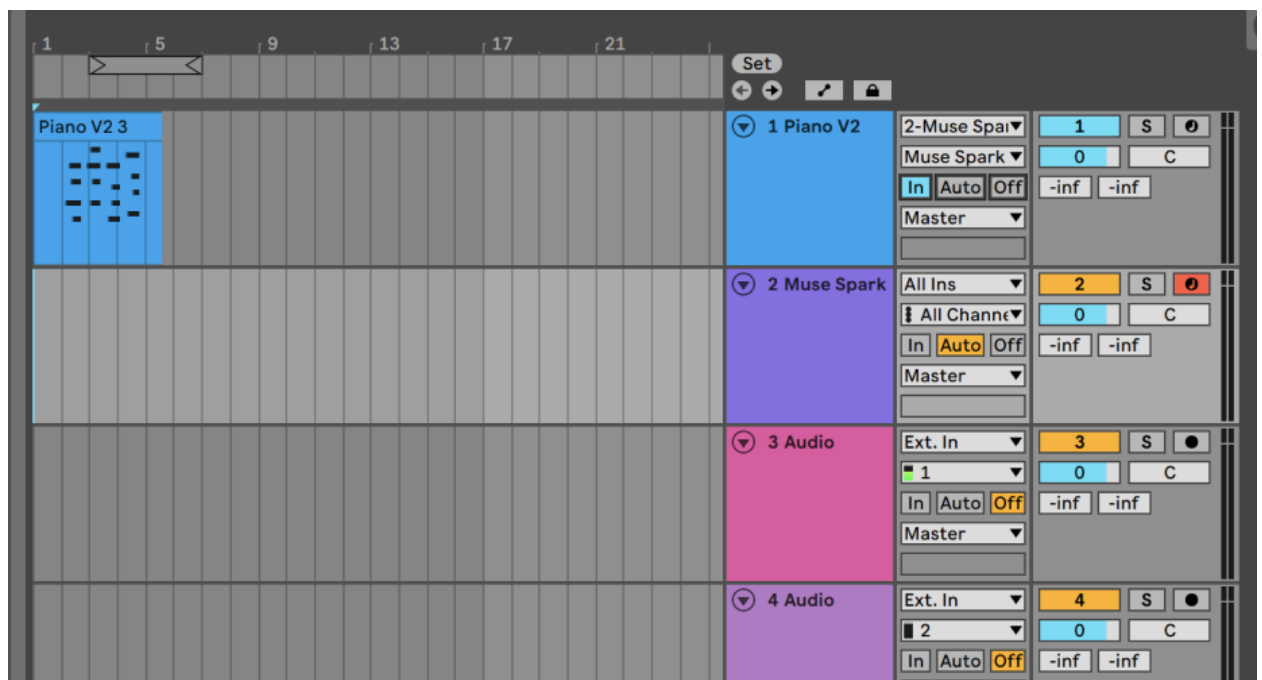 1 5 9 13 17 21
Set
Piano V2 3
1 Piano V2
2-Muse Spar
1 S
Muse Spark
0 C
In Auto Off
-inf -inf
Master
2 Muse Spark
All Ins
2 S
All Channe
0 C
In Auto Off
-inf -inf
Master
3 Audio
Ext. In
3 S
1
0 C
In Auto Off
-inf -inf
Master
4 Audio
Ext. In
4 S
2
0 C
In Auto Off
-inf -inf